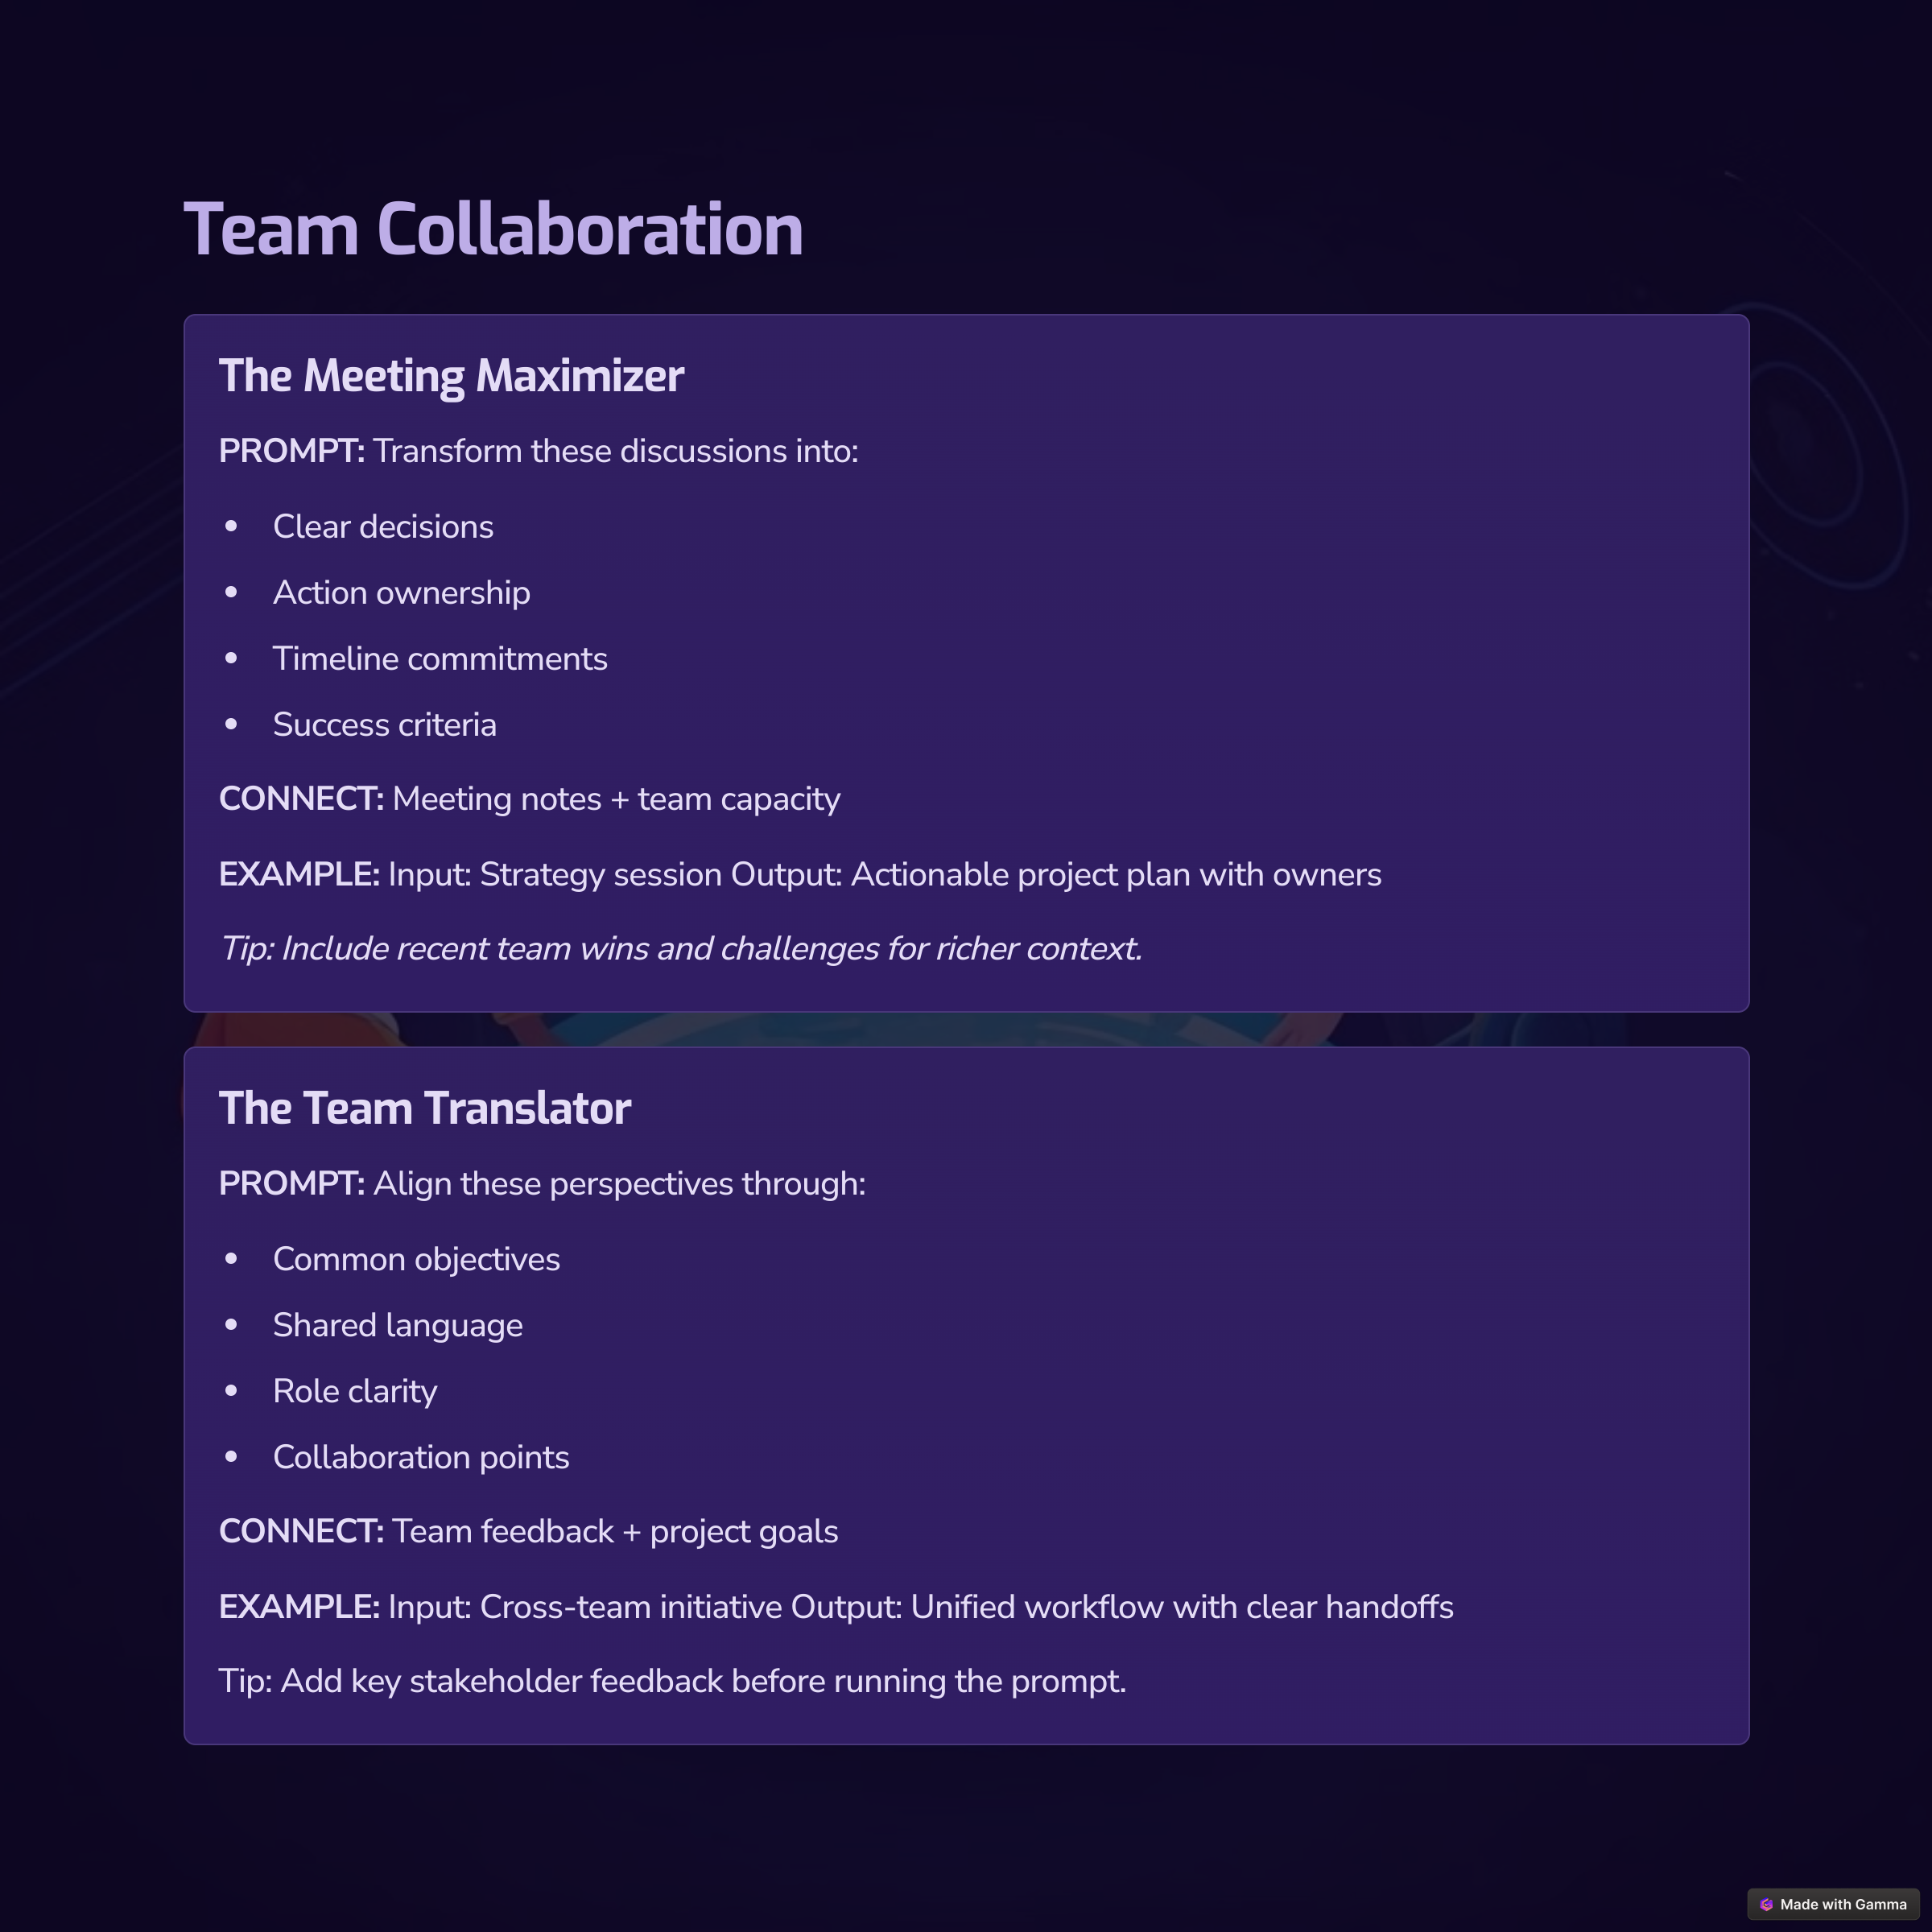 Team Collaboration
The Meeting Maximizer
PROMPT: Transform these discussions into:
• Clear decisions
• Action ownership
• Timeline commitments
• Success criteria
CONNECT: Meeting notes + team capacity
EXAMPLE: Input: Strategy session Output: Actionable project plan with owners
Tip: Include recent team wins and challenges for richer context.
The Team Translator
PROMPT: Align these perspectives through:
• Common objectives
• Shared language
• Role clarity
• Collaboration points
CONNECT: Team feedback + project goals
EXAMPLE: Input: Cross-team initiative Output: Unified workflow with clear handoffs
Tip: Add key stakeholder feedback before running the prompt.
Made with Gamma